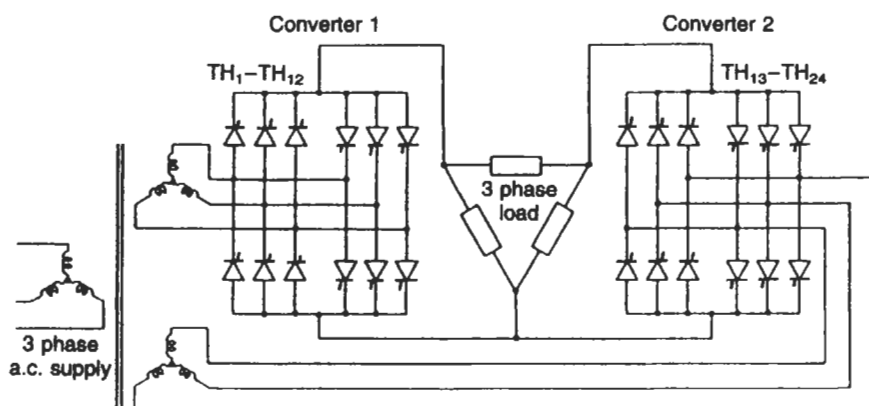 Converter 1
Converter 2
TH₁–TH₁₂
TH₁₃–TH₂₄
3 phase
load
3 phase
a.c. supply